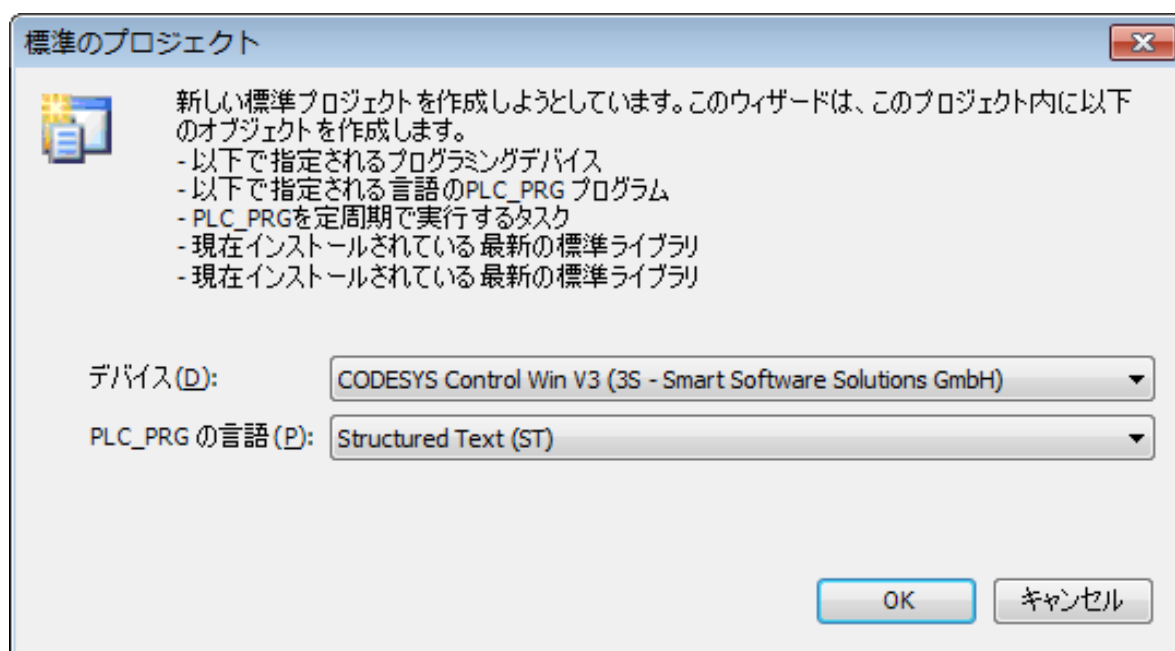 標準のプロジェクト
新しい標準プロジェクトを作成しようとしています。このウィザードは、このプロジェクト内に以下
のオブジェクトを作成します。
- 以下で指定されるプログラミングデバイス
- 以下で指定される言語のPLC_PRG プログラム
- PLC_PRGを定周期で実行するタスク
- 現在インストールされている最新の標準ライブラリ
- 現在インストールされている最新の標準ライブラリ
デバイス(D): CODESYS Control Win V3 (3S - Smart Software Solutions GmbH)
PLC_PRG の言語(P): Structured Text (ST)
OK キャンセル